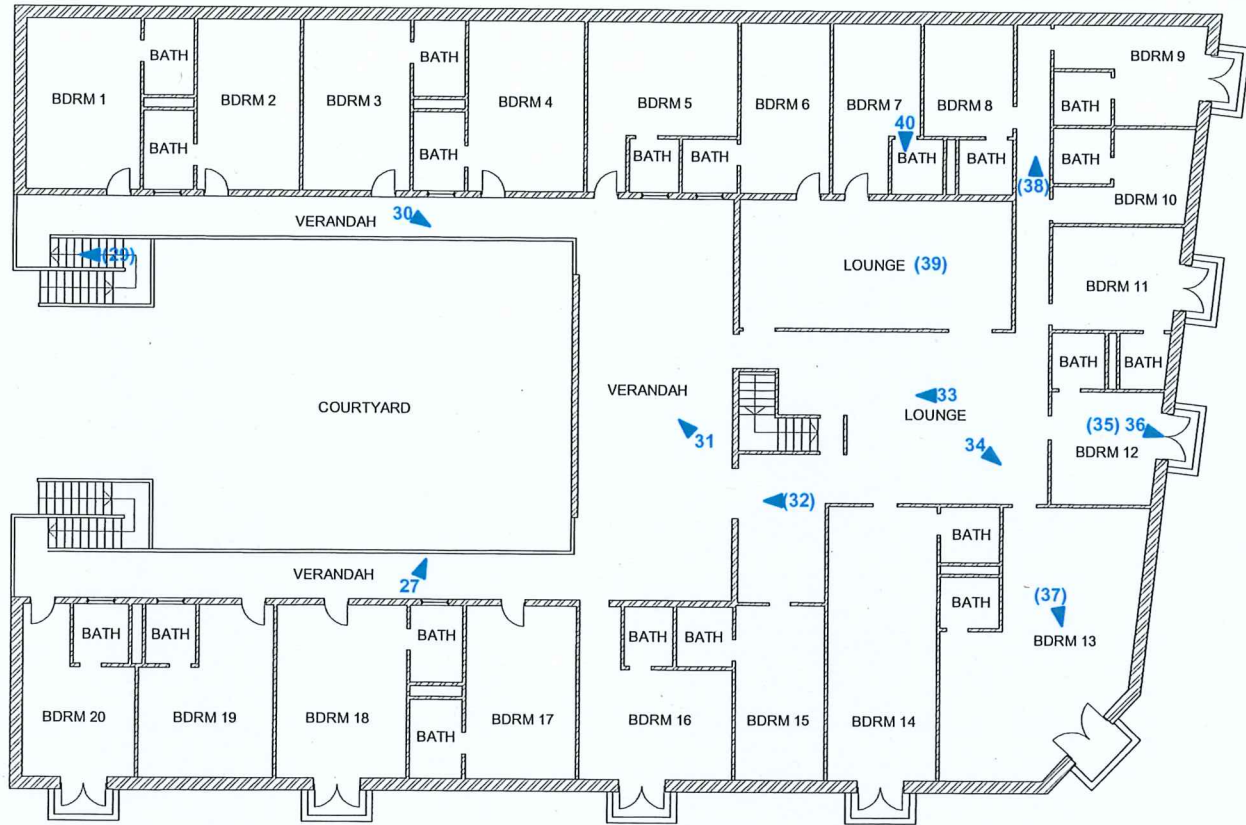 BDRM 1
BATH
BATH
BDRM 2
BDRM 3
BATH
BATH
BDRM 4
BDRM 5
BATH
BATH
BDRM 6
BDRM 7
40
BATH
BDRM 8
BATH
BDRM 9
BATH
BATH
BDRM 10
(38)
VERANDAH
30
(29)
LOUNGE (39)
BDRM 11
BATH
BATH
COURTYARD
VERANDAH
31
33
LOUNGE
34
(35) 36
BDRM 12
(32)
VERANDAH
27
BATH
BATH
BDRM 20
BDRM 19
BDRM 18
BATH
BATH
BDRM 17
BATH
BATH
BDRM 16
BDRM 15
BDRM 14
BATH
BATH
(37)
BDRM 13